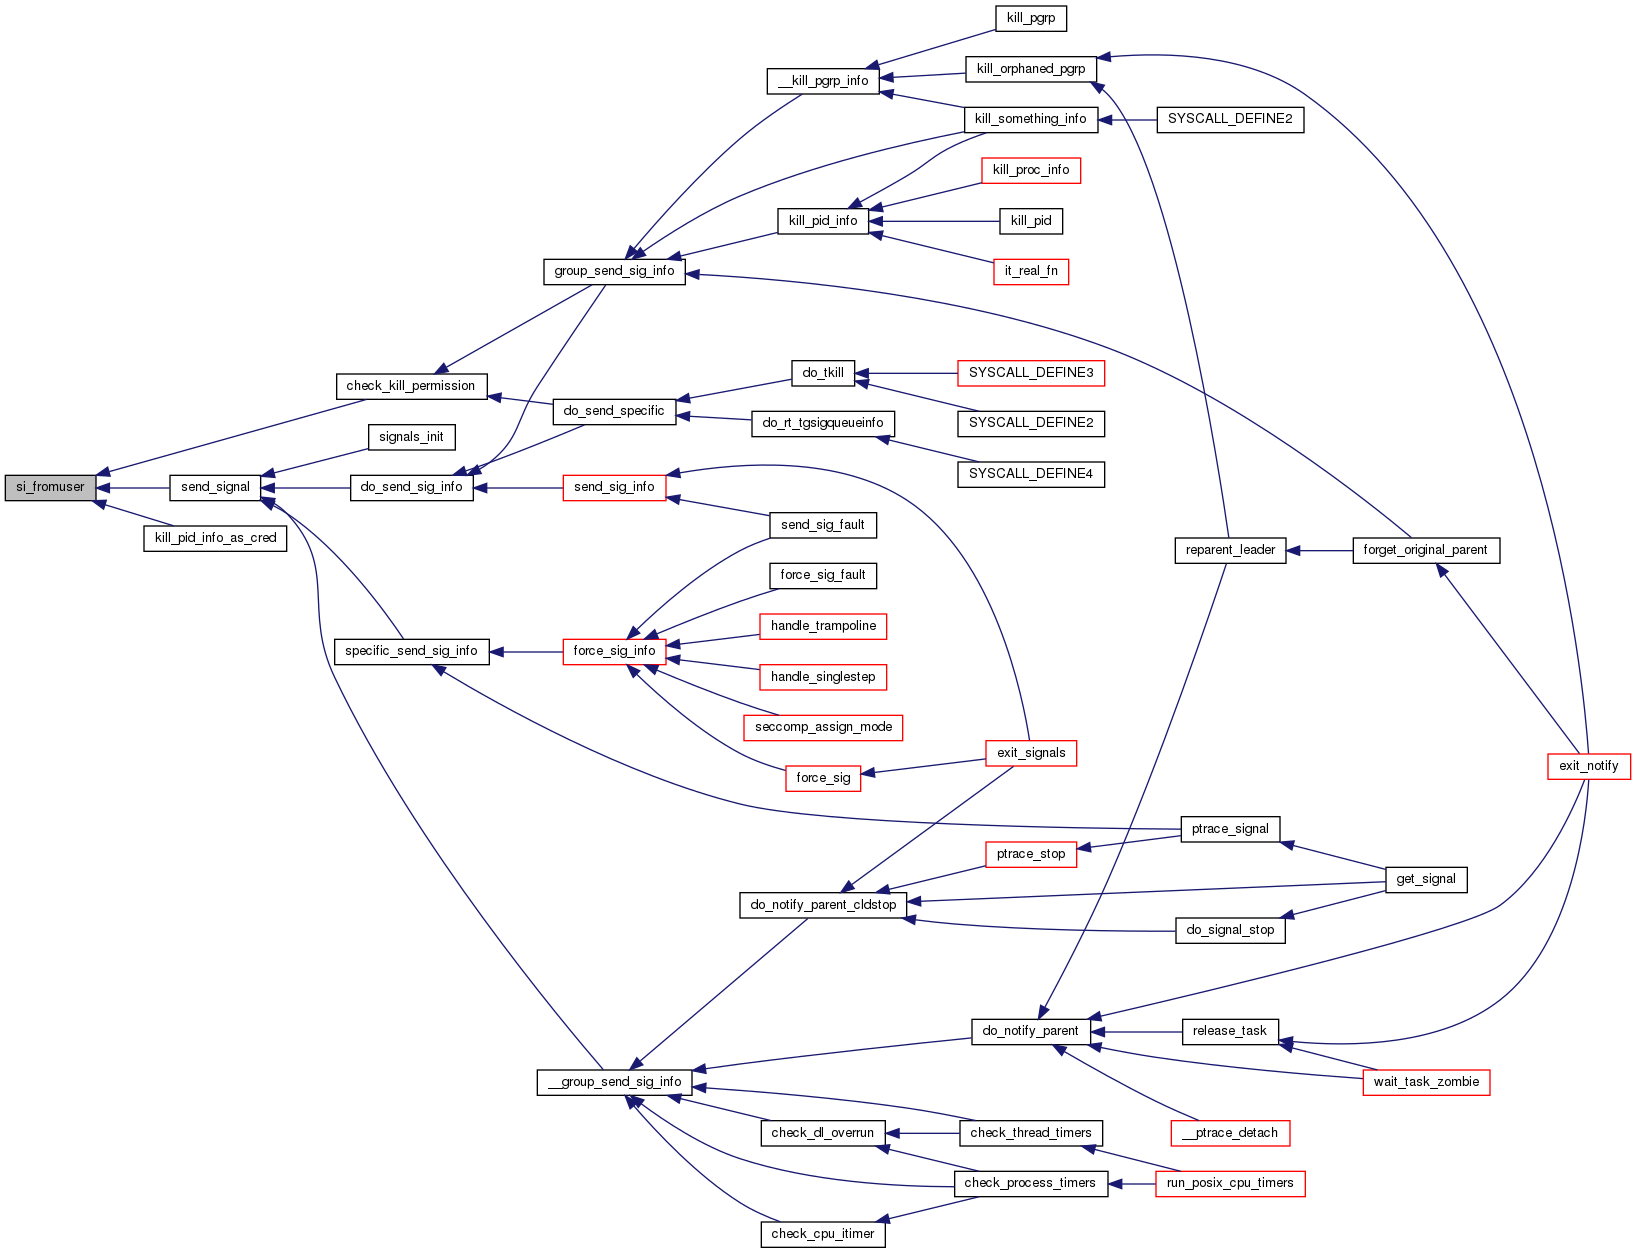 kill_pgrp
kill_orphaned_pgrp
__kill_pgrp_info
kill_something_info
SYSCALL_DEFINE2
kill_proc_info
kill_pid_info
kill_pid
group_send_sig_info
it_real_fn
do_tkill
SYSCALL_DEFINE3
check_kill_permission
do_send_specific
do_rt_tgsigqueueinfo
SYSCALL_DEFINE2
signals_init
SYSCALL_DEFINE4
si_fromuser
send_signal
do_send_sig_info
send_sig_info
send_sig_fault
kill_pid_info_as_cred
reparent_leader
forget_original_parent
force_sig_fault
handle_trampoline
specific_send_sig_info
force_sig_info
handle_singlestep
seccomp_assign_mode
exit_signals
exit_notify
force_sig
ptrace_signal
ptrace_stop
get_signal
do_notify_parent_cldstop
do_signal_stop
do_notify_parent
release_task
__group_send_sig_info
wait_task_zombie
check_dl_overrun
check_thread_timers
__ptrace_detach
check_process_timers
run_posix_cpu_timers
check_cpu_itimer